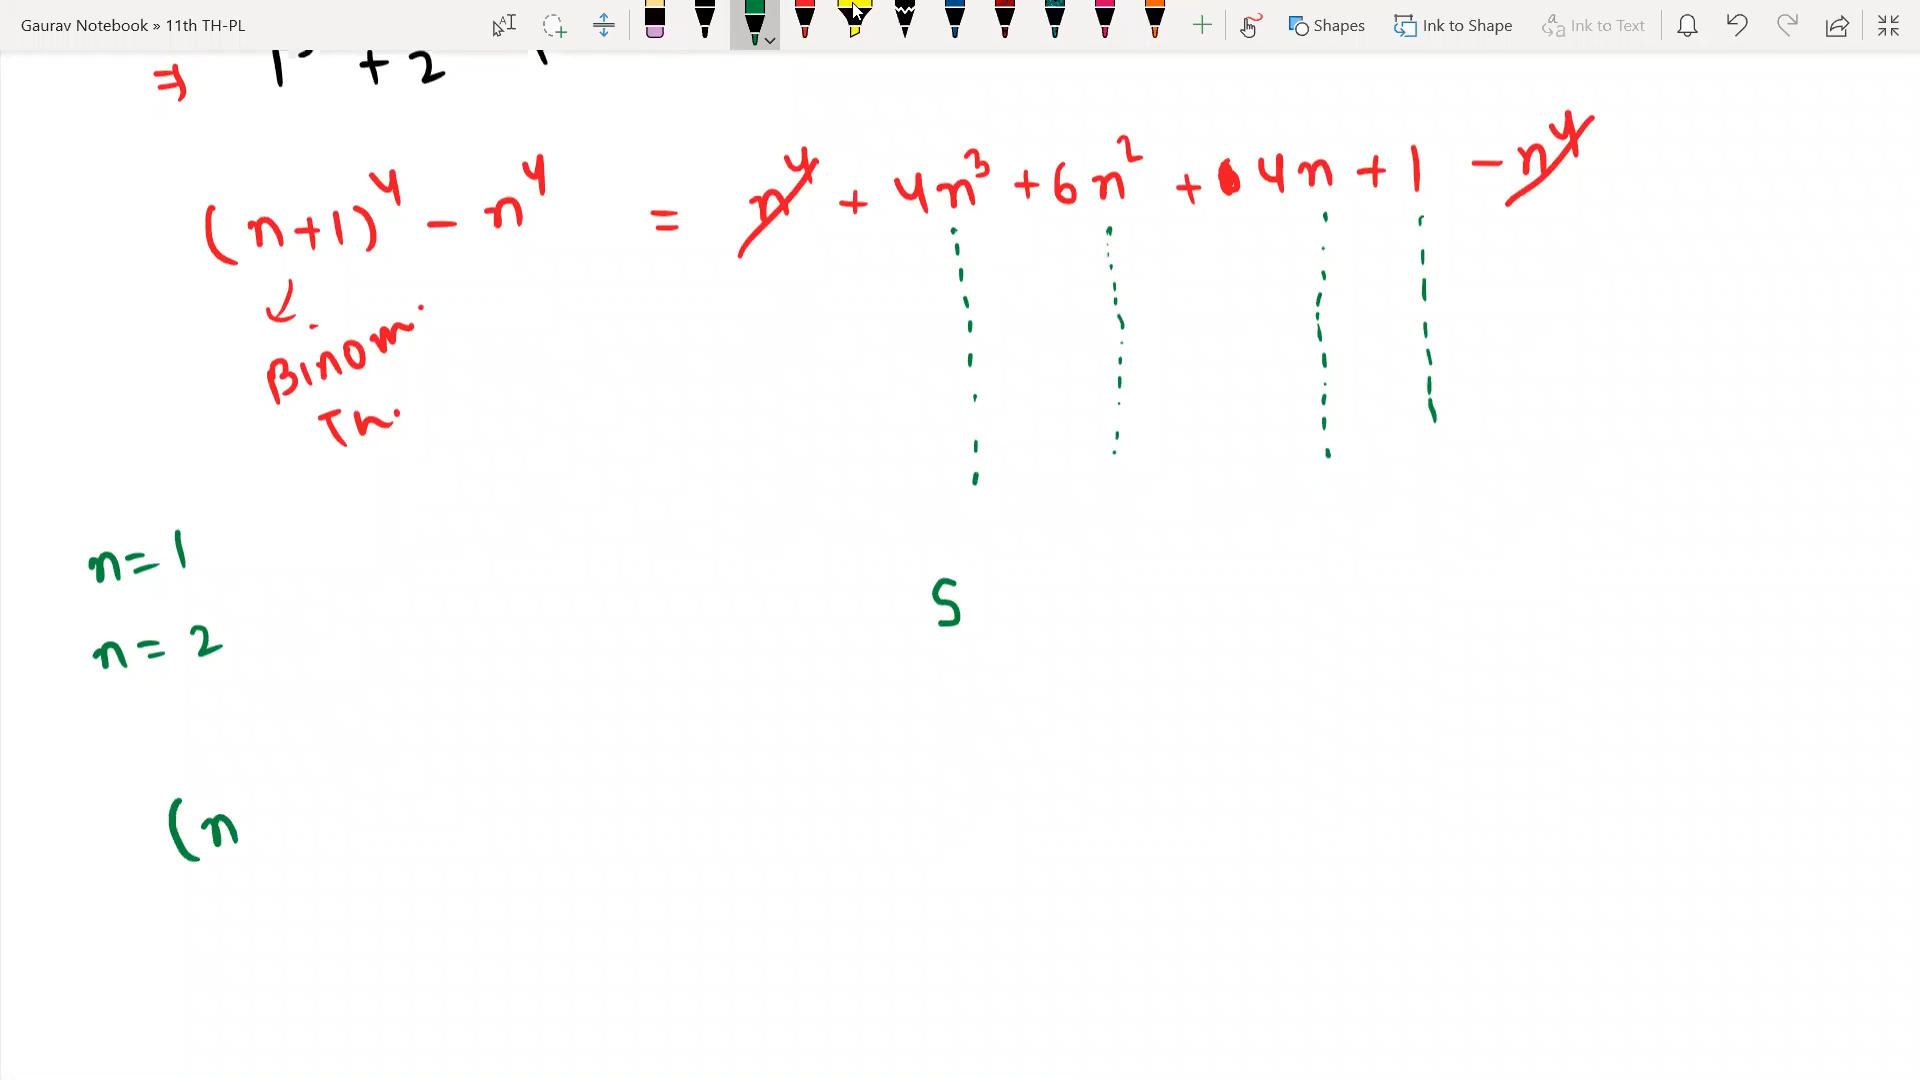 Gaurav Notebook » 11th TH-PL
Shapes Ink to Shape Ink to Text
⇒ + 2
(n+1)⁴ - n⁴ = n⁴ + 4n³ + 6n² + 4n + 1 - n⁴
Binom.
Th.
n = 1
S
n = 2
(n